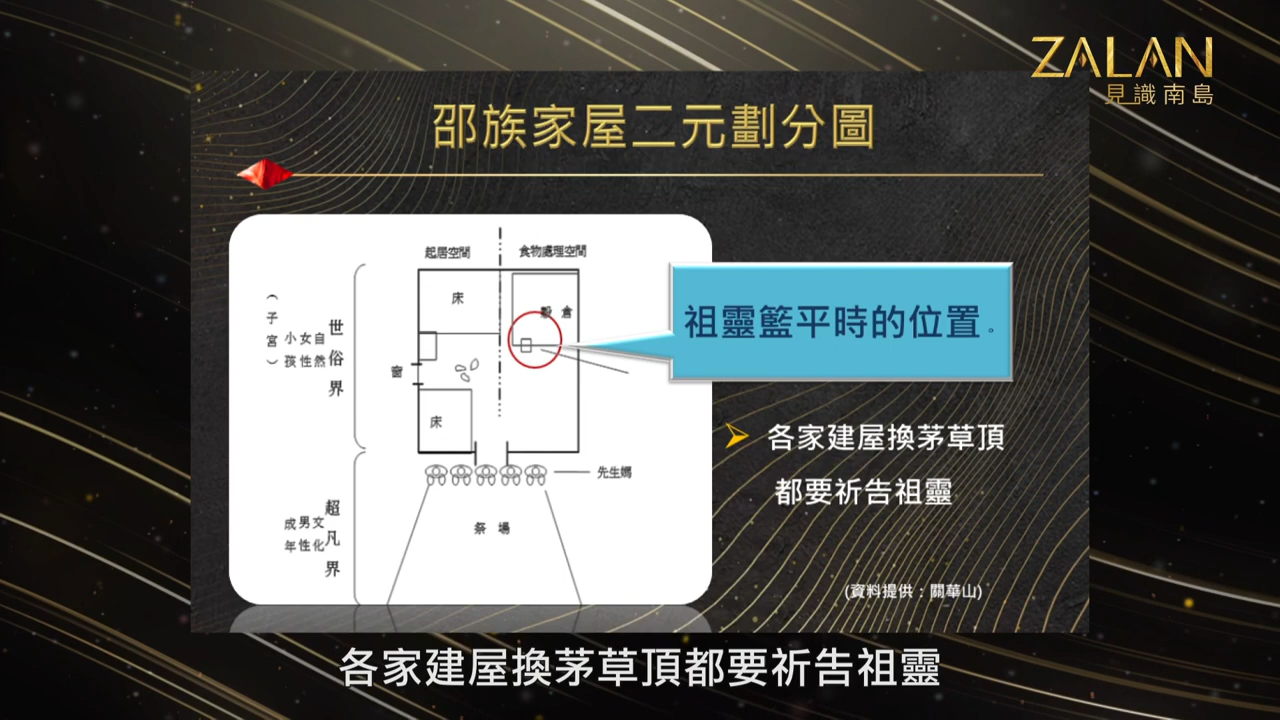 ZALAN
見識南島
邵族家屋二元劃分圖
起居空間
食物處理空間
床
穀倉
窗
床
世俗界
自然
女性
小孩
(子宮)
祖靈籃平時的位置。
先生媽
祭場
超凡界
文化
男性
成年
各家建屋換茅草頂
都要祈告祖靈
(資料提供:關華山)
各家建屋換茅草頂都要祈告祖靈